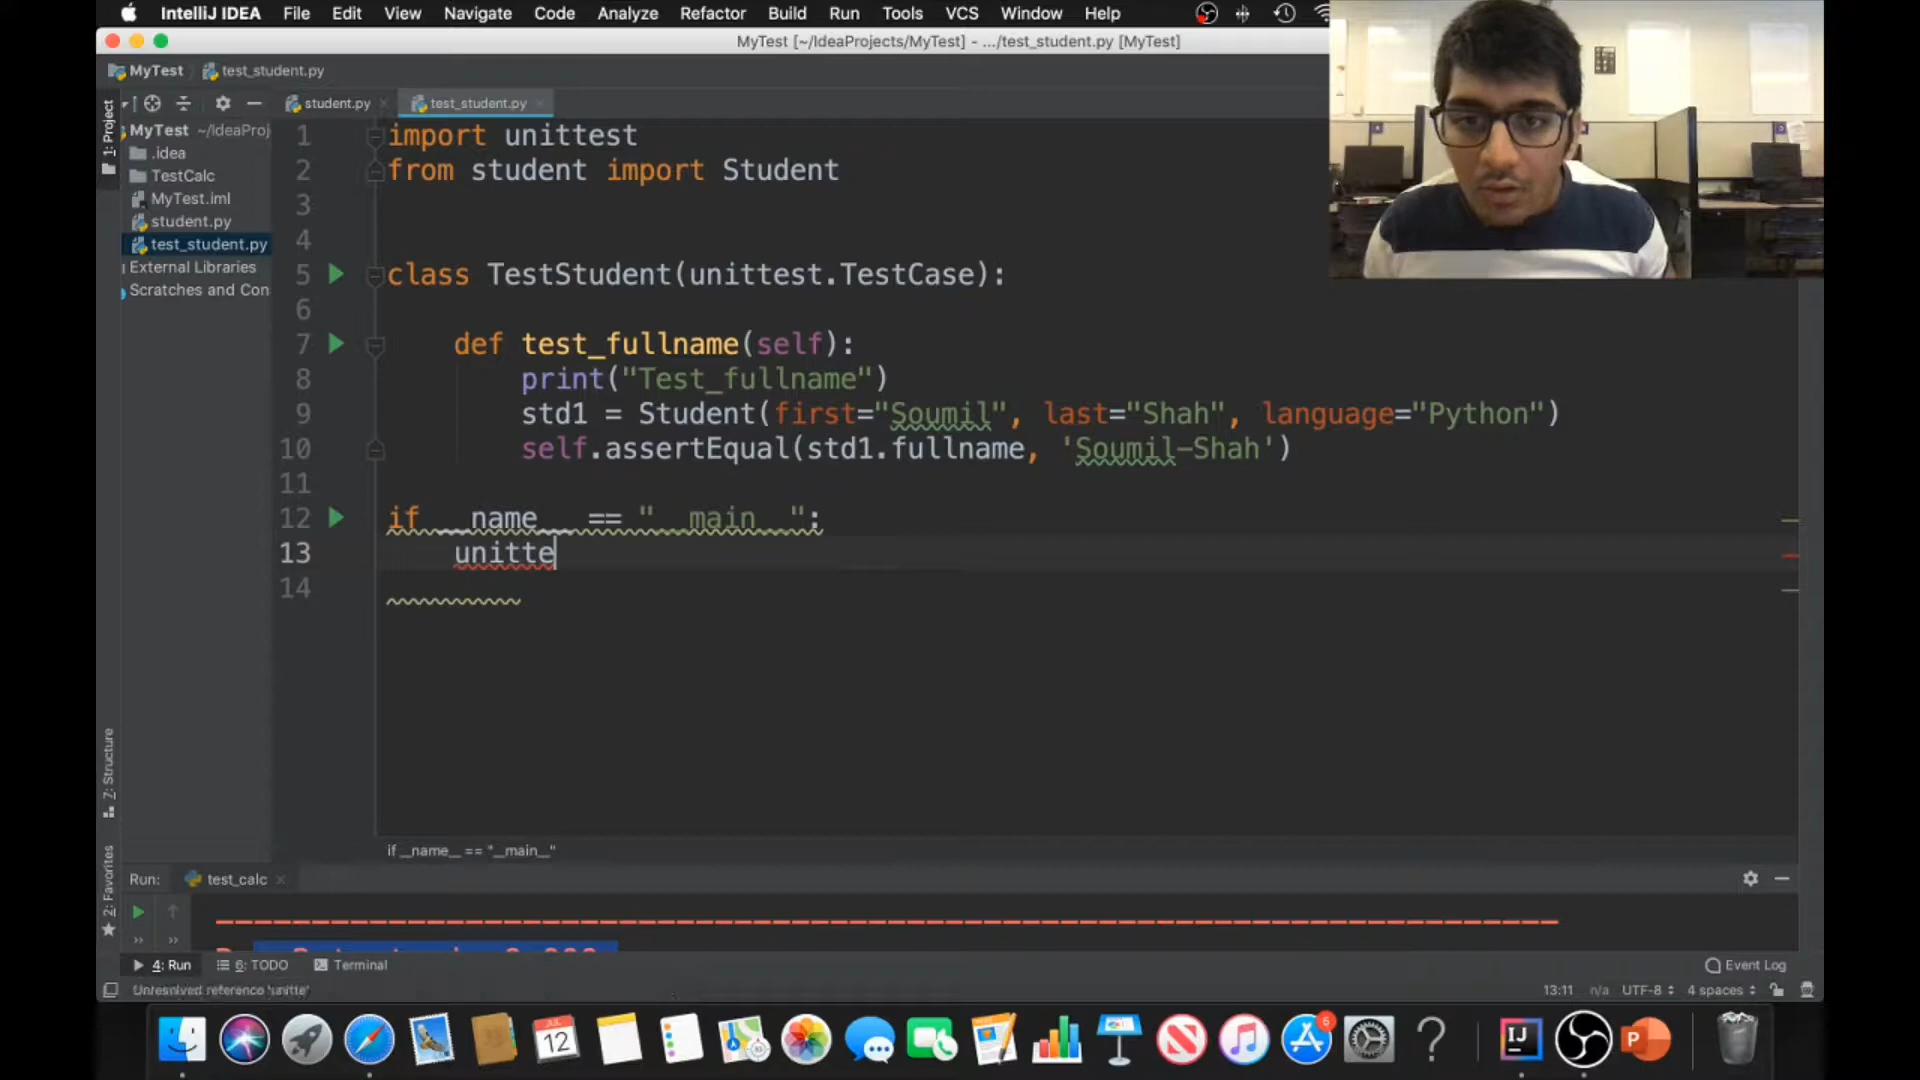 IntelliJ IDEA File Edit View Navigate Code Analyze Refactor Build Run Tools VCS Window Help
MyTest [~/IdeaProjects/MyTest] - .../test_student.py [MyTest]
MyTest test_student.py
1: Project
student.py test_student.py
MyTest ~/IdeaProj
.idea
TestCalc
MyTest.iml
student.py
test_student.py
External Libraries
Scratches and Con
1 import unittest
2 from student import Student
3
4
5 class TestStudent(unittest.TestCase):
6
7 def test_fullname(self):
8 print("Test_fullname")
9 std1 = Student(first="Soumil", last="Shah", language="Python")
10 self.assertEqual(std1.fullname, 'Soumil-Shah')
11
12 if __name__ == "__main__":
13 unitte
14
if __name__ == "__main__"
Z: Structure
2: Favorites
Run: test_calc
4: Run 6: TODO Terminal Event Log
Unresolved reference 'unitte' 13:11 n/a UTF-8 4 spaces
JUL
12
6
IJ
P